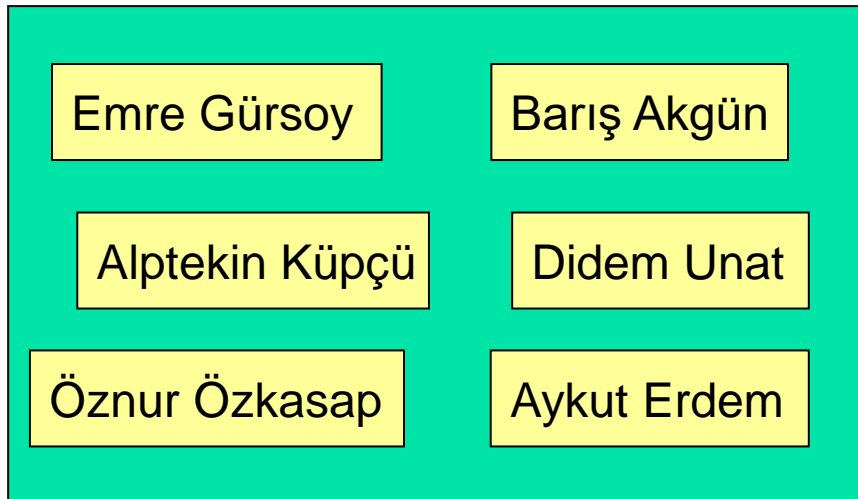 Emre Gürsoy
Barış Akgün
Alptekin Küpçü
Didem Unat
Öznur Özkasap
Aykut Erdem